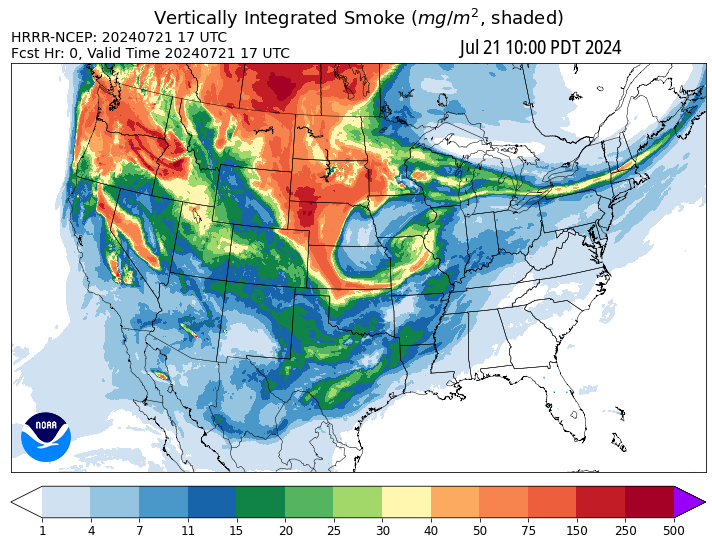 Vertically Integrated Smoke (mg/m², shaded)
HRRR-NCEP: 20240721 17 UTC
Fcst Hr: 0, Valid Time 20240721 17 UTC
Jul 21 10:00 PDT 2024
NOAA
1 4 7 11 15 20 25 30 40 50 75 150 250 500